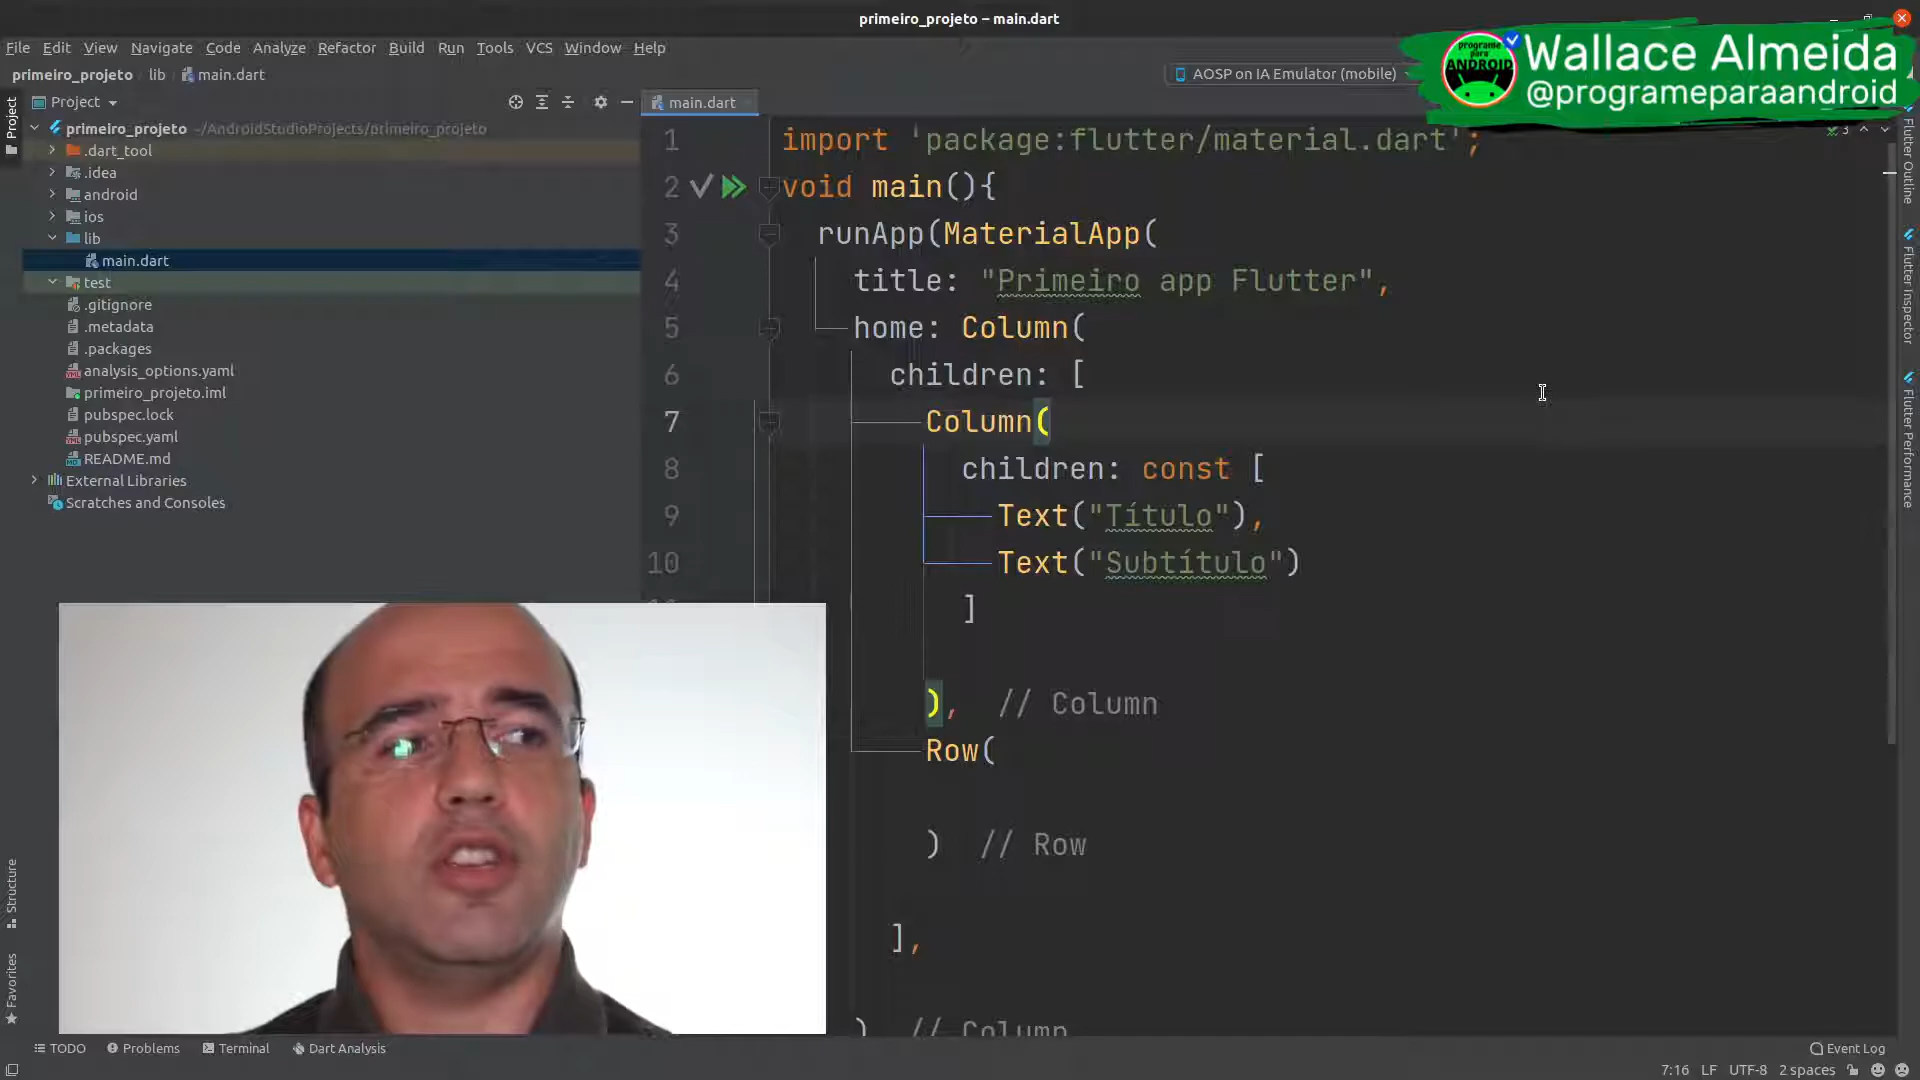 primeiro_projeto – main.dart
File Edit View Navigate Code Analyze Refactor Build Run Tools VCS Window Help
Wallace Almeida
@programeparaandroid
programe
para
ANDROID
primeiro_projeto lib main.dart
AOSP on IA Emulator (mobile)
Project
main.dart
Project
primeiro_projeto ~/AndroidStudioProjects/primeiro_projeto
.dart_tool
.idea
android
ios
lib
main.dart
test
.gitignore
.metadata
.packages
analysis_options.yaml
primeiro_projeto.iml
pubspec.lock
pubspec.yaml
README.md
External Libraries
Scratches and Consoles
3
1 import 'package:flutter/material.dart';
2 void main(){
3 runApp(MaterialApp(
4 title: "Primeiro app Flutter",
5 home: Column(
6 children: [
7 Column(
8 children: const [
9 Text("Título"),
10 Text("Subtítulo")
]
), // Column
Row(
) // Row
],
) // Column
Flutter Outline
Flutter Inspector
Flutter Performance
Structure
Favorites
TODO Problems Terminal Dart Analysis Event Log
7:16 LF UTF-8 2 spaces